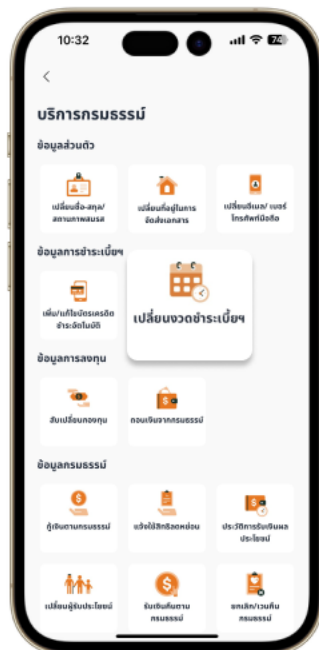 10:32
74
บริการกรมธรรม์
ข้อมูลส่วนตัว
เปลี่ยนชื่อ-สกุล/
สถานภาพสมรส
เปลี่ยนที่อยู่ในการ
จัดส่งเอกสาร
เปลี่ยนอีเมล/ เบอร์
โทรศัพท์มือถือ
ข้อมูลการชำระเบี้ยฯ
เพิ่ม/แก้ไขบัตรเครดิต
ชำระอัตโนมัติ
เปลี่ยนงวดชำระเบี้ยฯ
ข้อมูลการลงทุน
สับเปลี่ยนกองทุน
ถอนเงินจากกรมธรรม์
ข้อมูลกรมธรรม์
กู้เงินตามกรมธรรม์
แจ้งใช้สิทธิลดหย่อน
ประวัติการรับเงินผล
ประโยชน์
เปลี่ยนผู้รับประโยชน์
รับเงินคืนตาม
กรมธรรม์
ยกเลิก/เวนคืน
กรมธรรม์